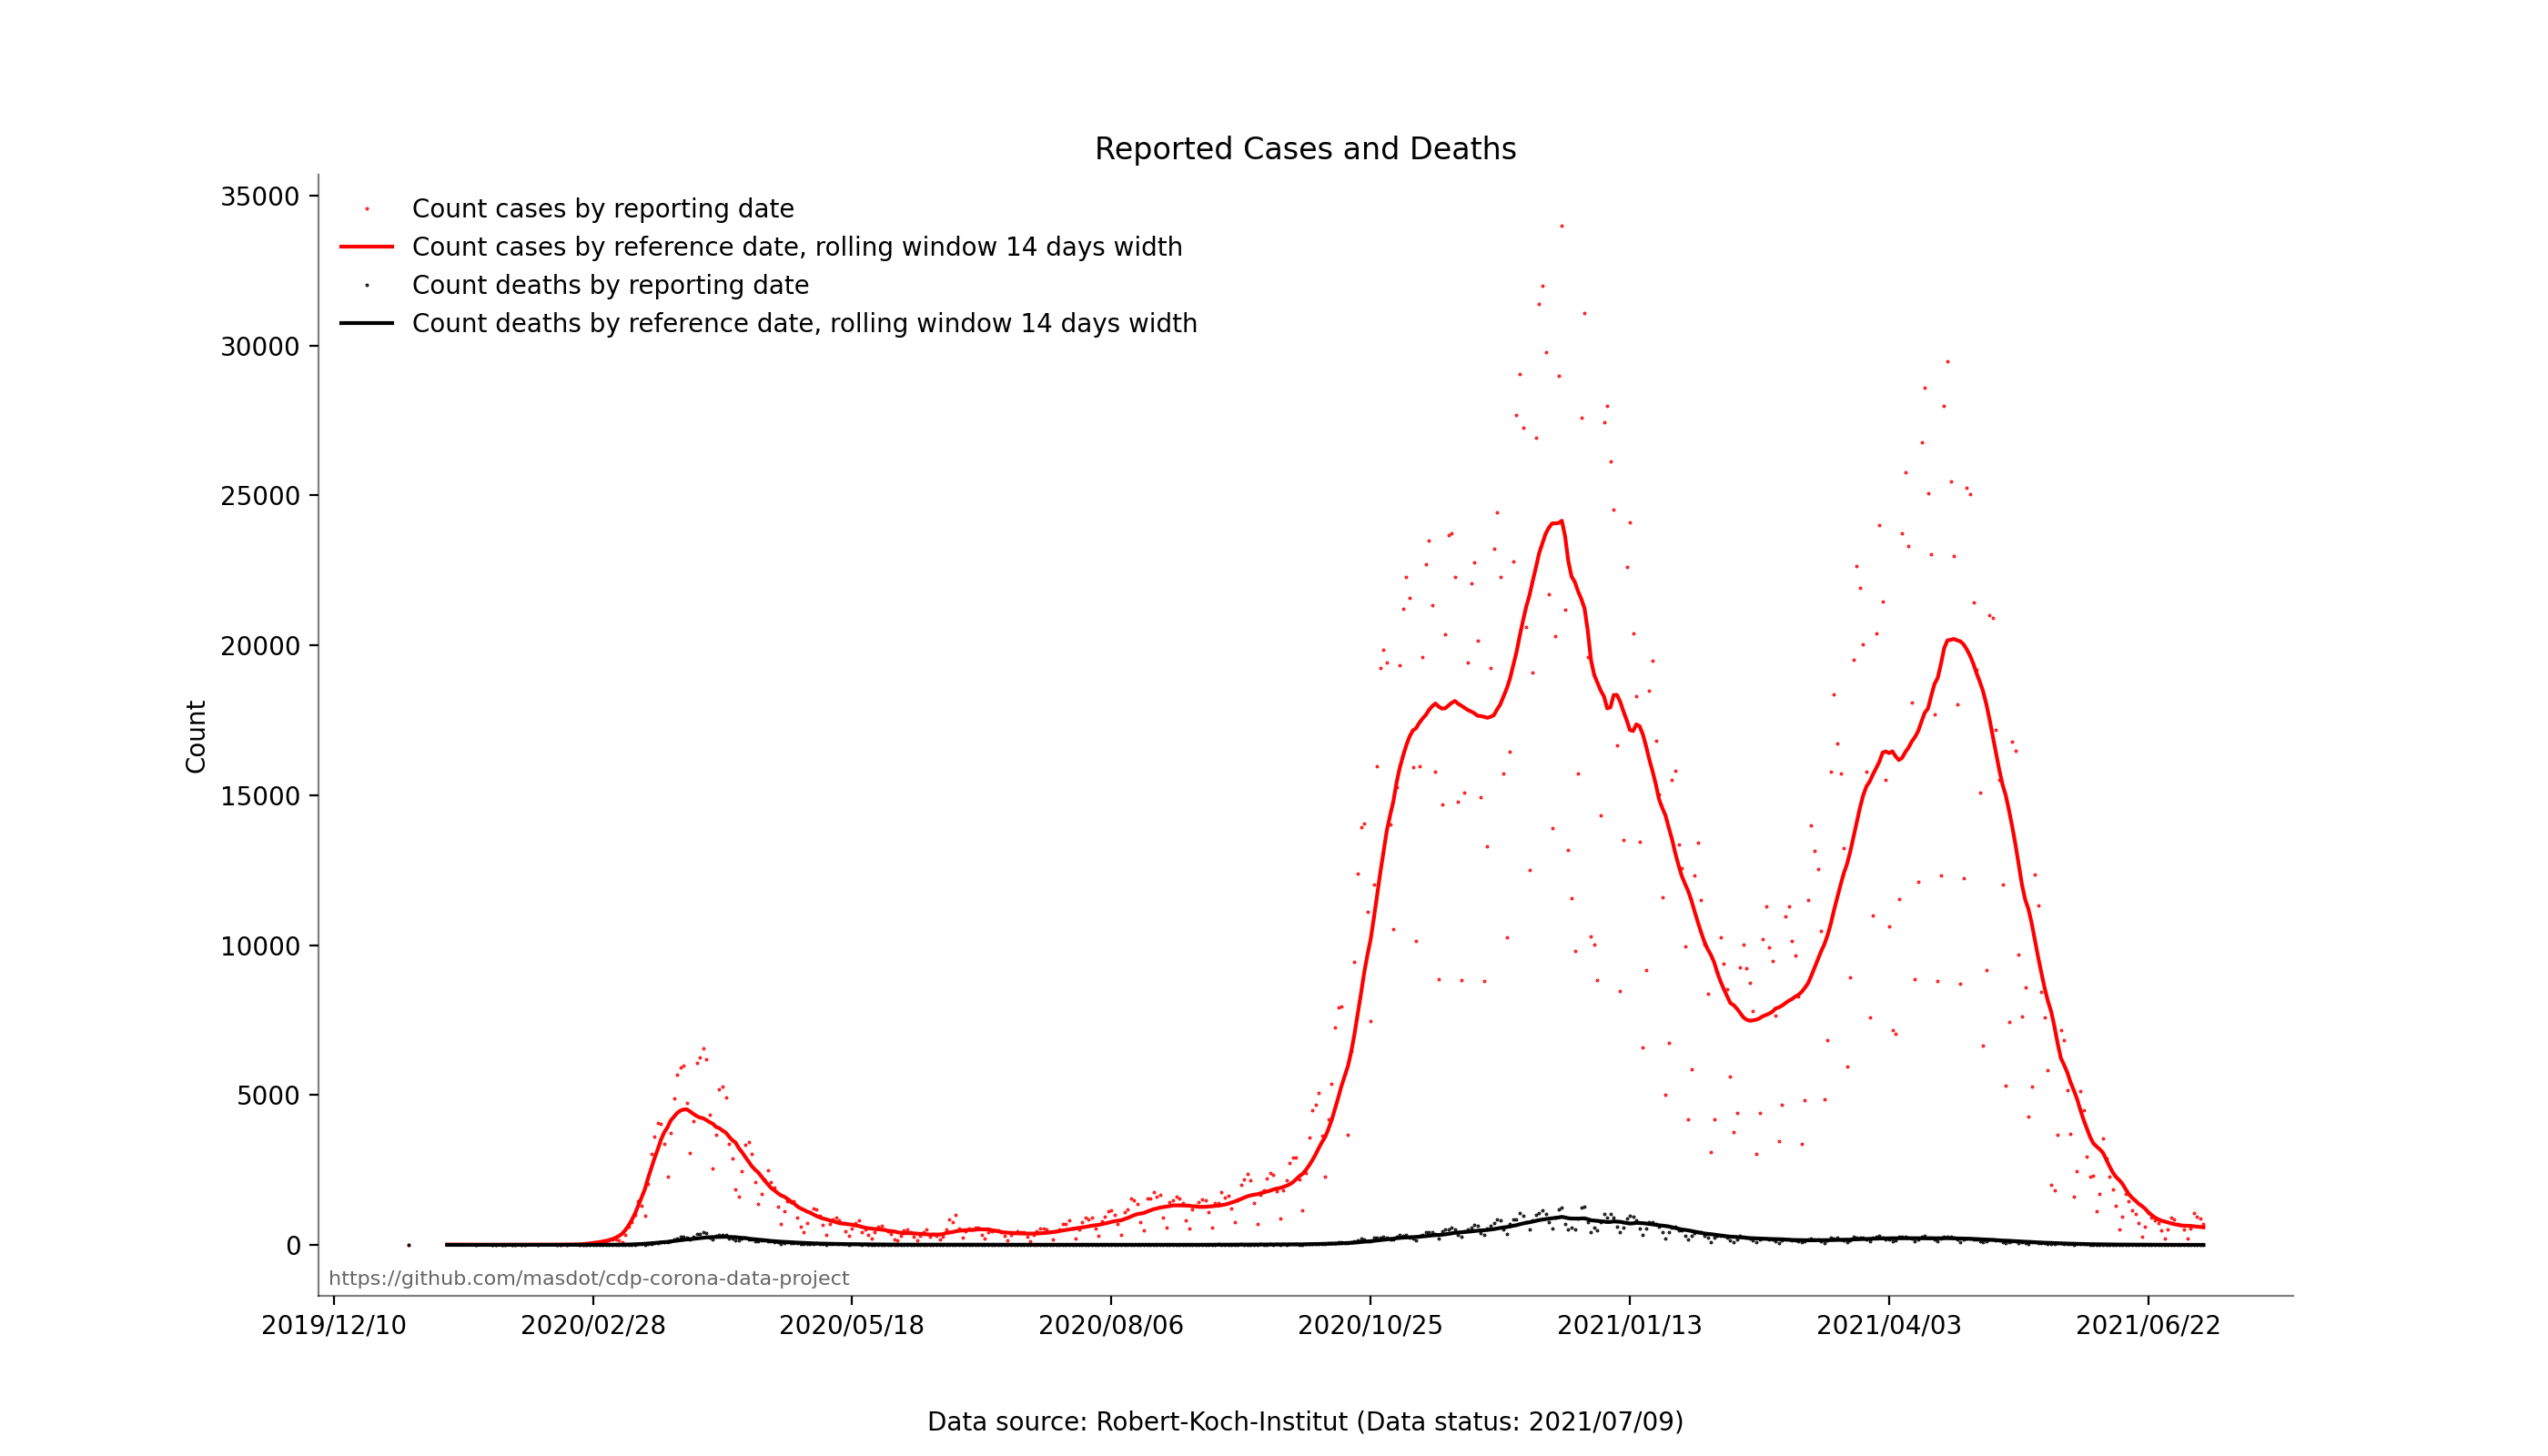 Reported Cases and Deaths
35000
30000
25000
20000
15000
10000
5000
0
Count
Count cases by reporting date
Count cases by reference date, rolling window 14 days width
Count deaths by reporting date
Count deaths by reference date, rolling window 14 days width
https://github.com/masdot/cdp-corona-data-project
2019/12/10 2020/02/28 2020/05/18 2020/08/06 2020/10/25 2021/01/13 2021/04/03 2021/06/22
Data source: Robert-Koch-Institut (Data status: 2021/07/09)